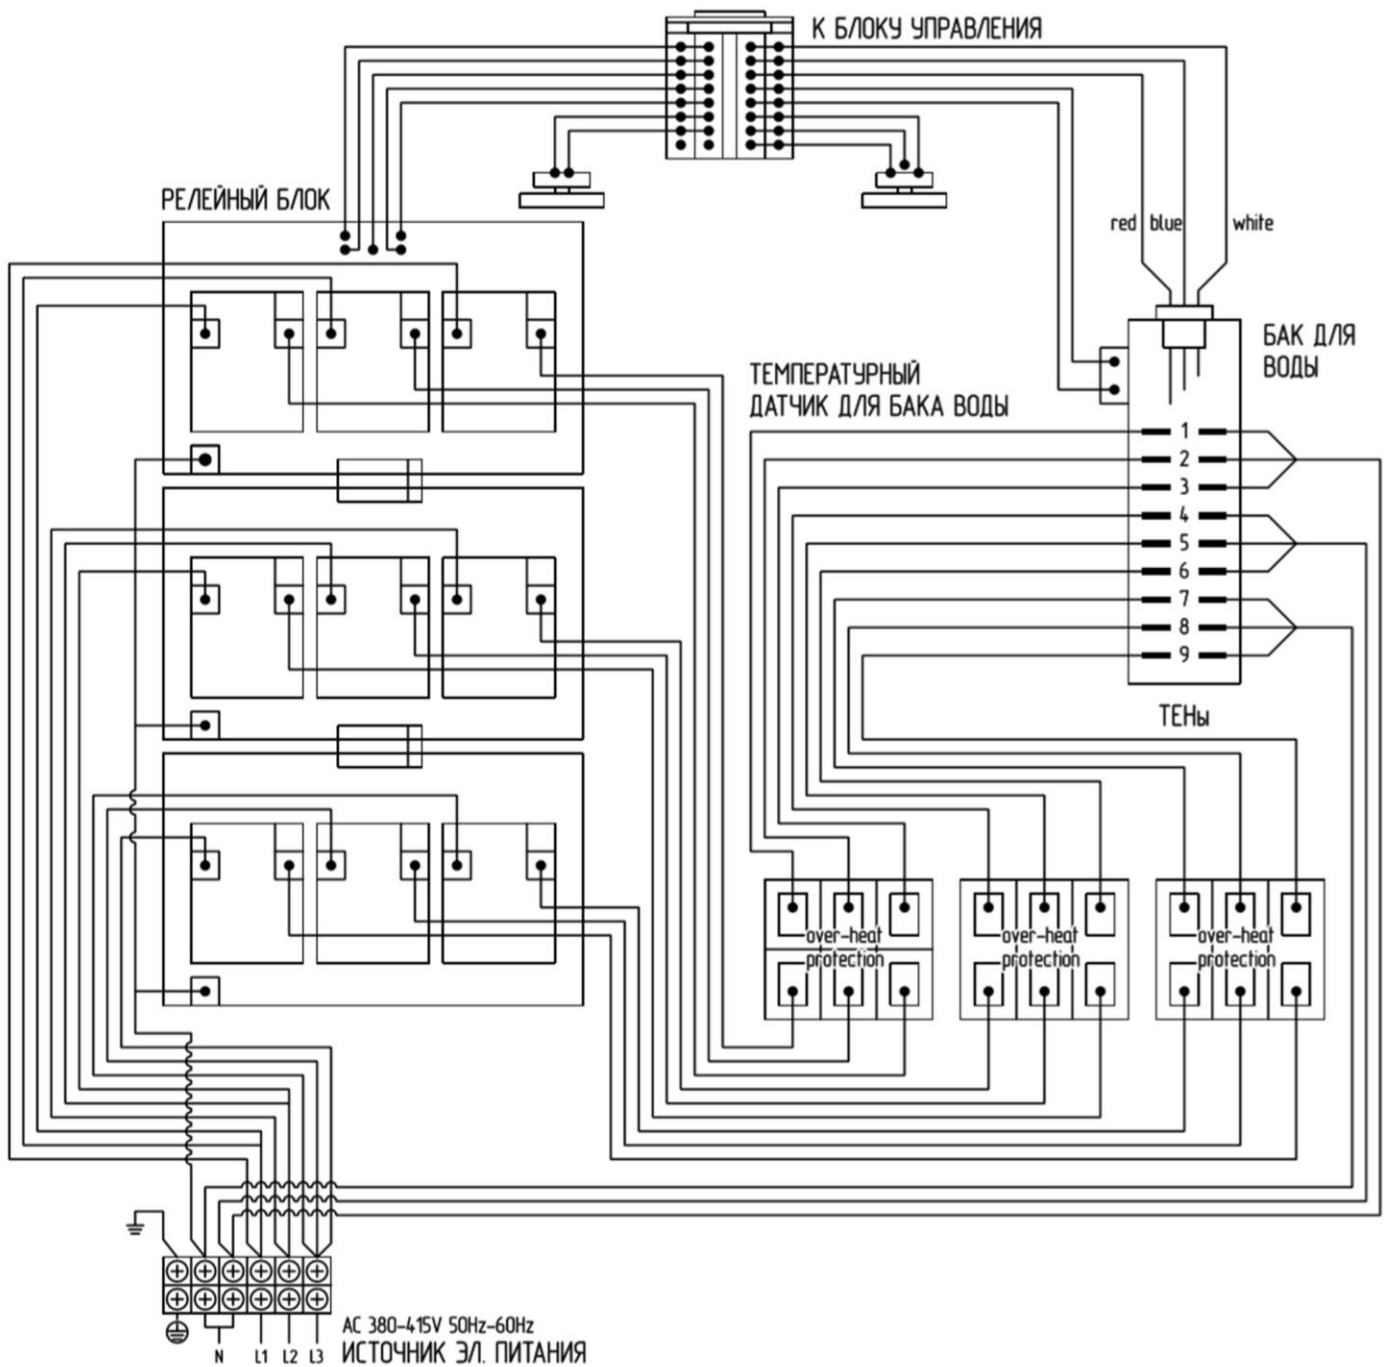 К БЛОКУ УПРАВЛЕНИЯ
РЕЛЕЙНЫЙ БЛОК
red blue white
БАК ДЛЯ
ВОДЫ
ТЕМПЕРАТУРНЫЙ
ДАТЧИК ДЛЯ БАКА ВОДЫ
1
2
3
4
5
6
7
8
9
ТЕНы
over-heat
protection
over-heat
protection
over-heat
protection
N L1 L2 L3
AC 380-415V 50Hz-60Hz
ИСТОЧНИК ЭЛ. ПИТАНИЯ